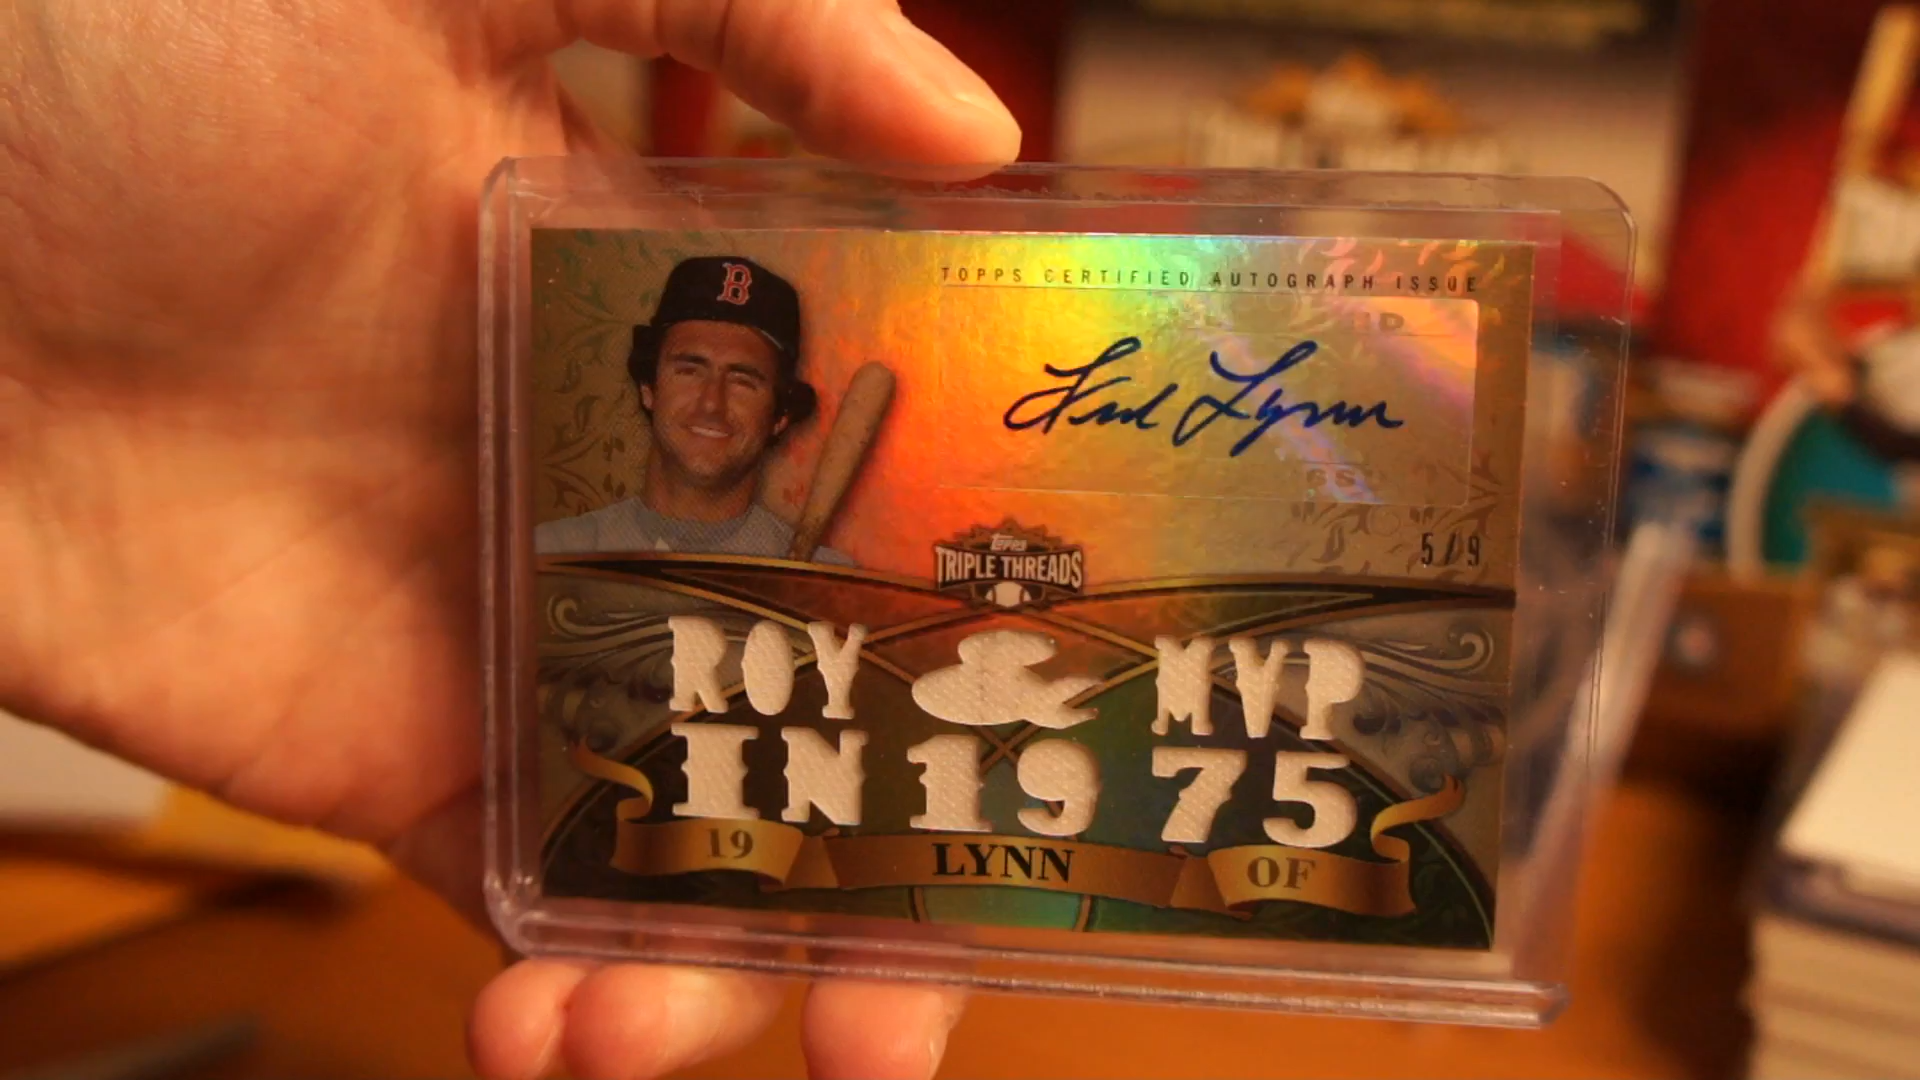 B
TOPPS CERTIFIED AUTOGRAPH ISSUE
Fred Lynn
5/9
Topps
TRIPLE THREADS
ROY & MVP
IN 1975
19 LYNN OF